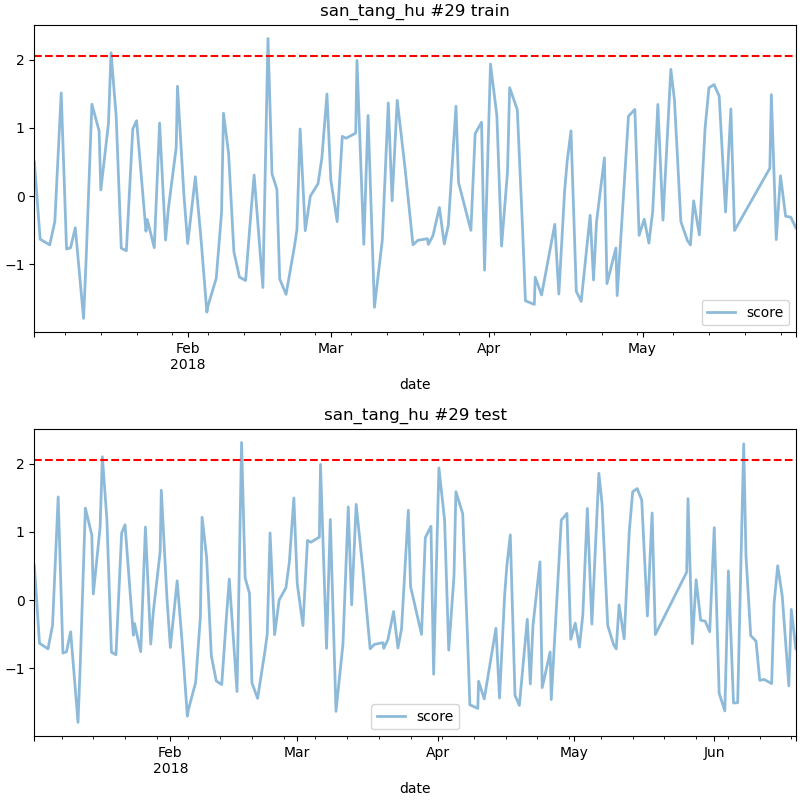 san_tang_hu #29 train
2
1
0
−1
score
Feb
2018
Mar
Apr
May
date
san_tang_hu #29 test
2
1
0
−1
score
Feb
2018
Mar
Apr
May
Jun
date